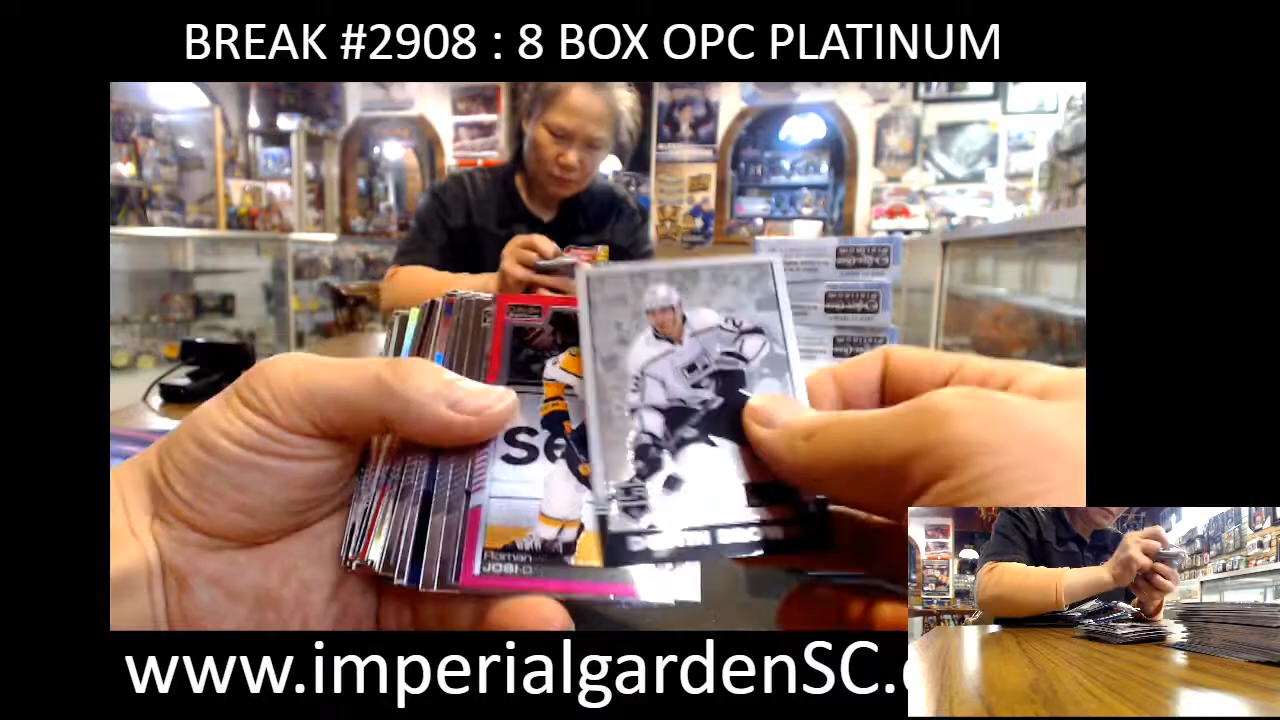 BREAK #2908 : 8 BOX OPC PLATINUM
Roman
JOSI-D
www.imperialgardenSC.